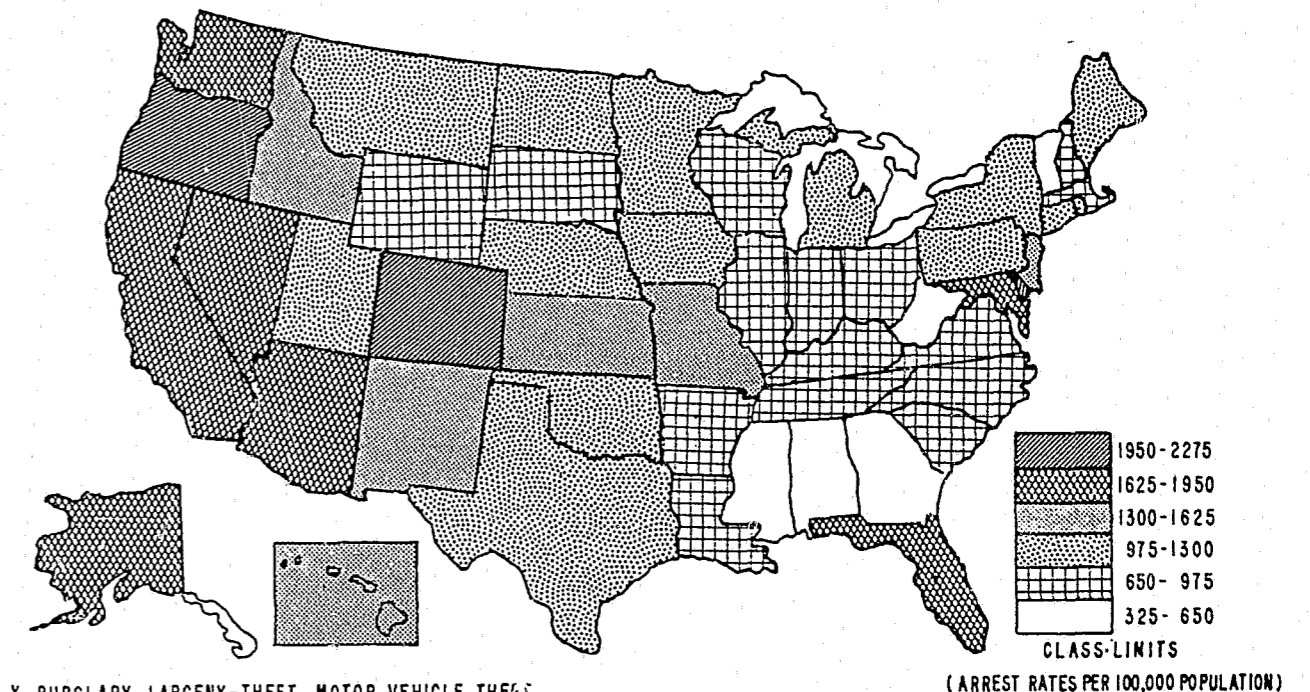 1950-2275
1625-1950
1300-1625
975-1300
650- 975
325- 650
CLASS LIMITS
(ARREST RATES PER 100,000 POPULATION)
X BURGLARY, LARCENY-THEFT, MOTOR VEHICLE